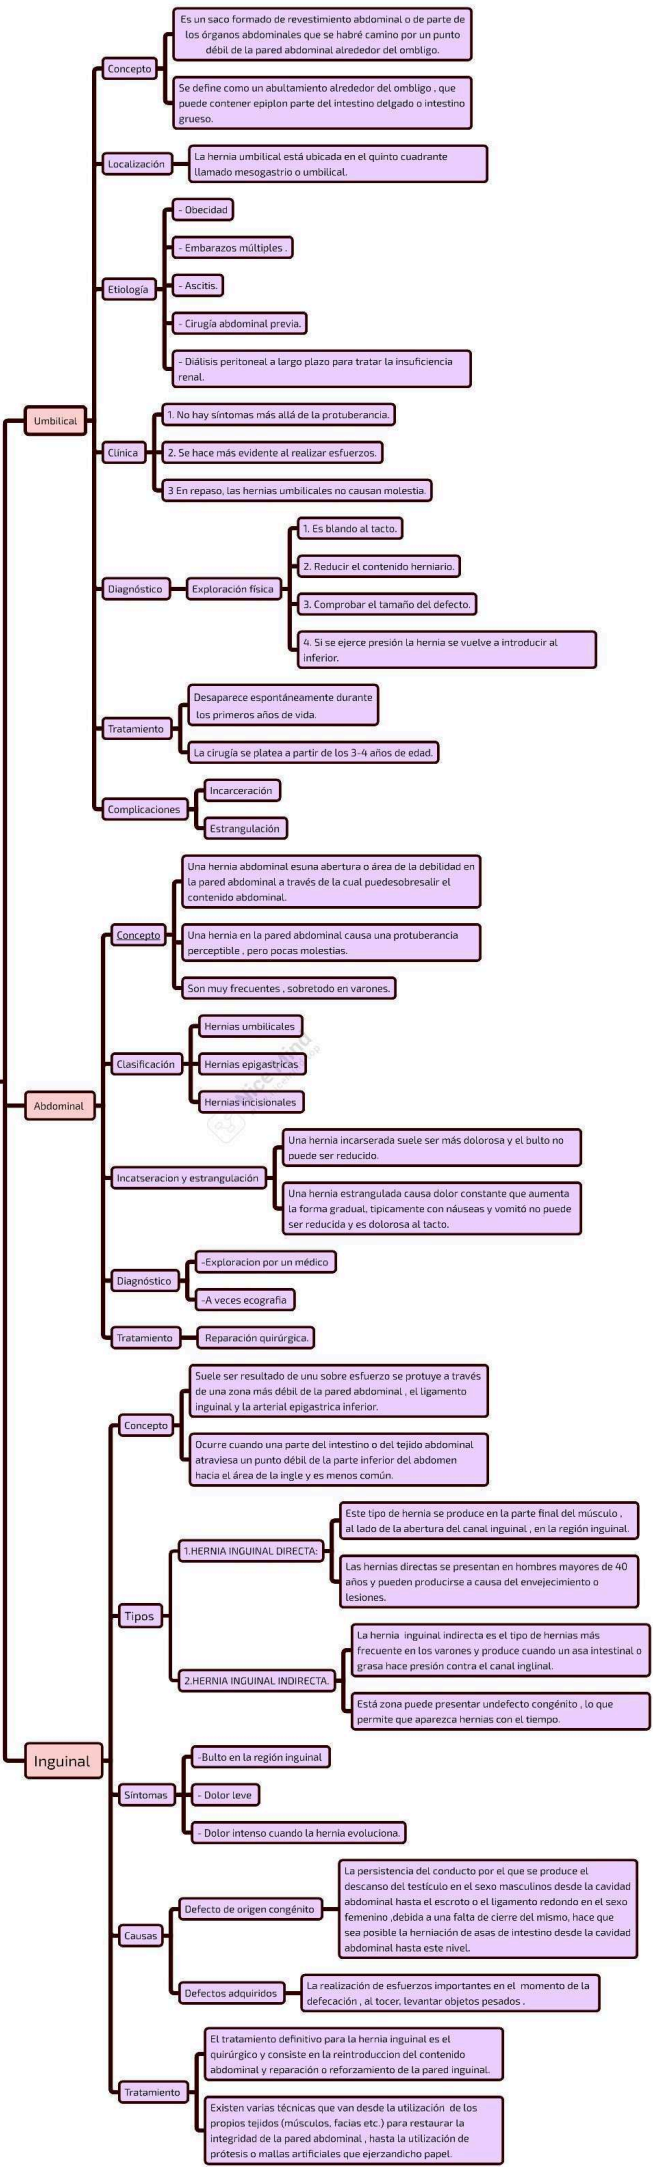 Es un saco formado de revestimiento abdominal o de parte de
los órganos abdominales que se habré camino por un punto
débil de la pared abdominal alrededor del ombligo.
Concepto
Se define como un abultamiento alrededor del ombligo , que
puede contener epiplon parte del intestino delgado o intestino
grueso.
Localización
La hernia umbilical está ubicada en el quinto cuadrante
llamado mesogastrio o umbilical.
- Obecidad
- Embarazos múltiples .
Etiología
- Ascitis.
- Cirugía abdominal previa.
- Diálisis peritoneal a largo plazo para tratar la insuficiencia
renal.
Umbilical
1. No hay síntomas más allá de la protuberancia.
Clínica
2. Se hace más evidente al realizar esfuerzos.
3 En repaso, las hernias umbilicales no causan molestia.
Diagnóstico
Exploración física
1. Es blando al tacto.
2. Reducir el contenido herniario.
3. Comprobar el tamaño del defecto.
4. Si se ejerce presión la hernia se vuelve a introducir al
inferior.
Desaparece espontáneamente durante
los primeros años de vida.
Tratamiento
La cirugía se platea a partir de los 3-4 años de edad.
Complicaciones
Incarceración
Estrangulación
Una hernia abdominal esuna abertura o área de la debilidad en
la pared abdominal a través de la cual puedesobresalir el
contenido abdominal.
Concepto
Una hernia en la pared abdominal causa una protuberancia
perceptible , pero pocas molestias.
Son muy frecuentes , sobretodo en varones.
Hernias umbilicales
Clasificación
Hernias epigastricas
Hernias incisionales
NiceMind
Abdominal
Una hernia incarserada suele ser más dolorosa y el bulto no
puede ser reducido.
Incatseracion y estrangulación
Una hernia estrangulada causa dolor constante que aumenta
la forma gradual, tipicamente con náuseas y vomitó no puede
ser reducida y es dolorosa al tacto.
-Exploracion por un médico
Diagnóstico
-A veces ecografia
Tratamiento
Reparación quirúrgica.
Suele ser resultado de unu sobre esfuerzo se protuye a través
de una zona más débil de la pared abdominal , el ligamento
inguinal y la arterial epigastrica inferior.
Concepto
Ocurre cuando una parte del intestino o del tejido abdominal
atraviesa un punto débil de la parte inferior del abdomen
hacia el área de la ingle y es menos común.
Este tipo de hernia se produce en la parte final del músculo ,
al lado de la abertura del canal inguinal , en la región inguinal.
1.HERNIA INGUINAL DIRECTA:
Las hernias directas se presentan en hombres mayores de 40
años y pueden producirse a causa del envejecimiento o
lesiones.
Tipos
La hernia inguinal indirecta es el tipo de hernias más
frecuente en los varones y produce cuando un asa intestinal o
grasa hace presión contra el canal inglinal.
2.HERNIA INGUINAL INDIRECTA.
Está zona puede presentar undefecto congénito , lo que
permite que aparezca hernias con el tiempo.
Inguinal
-Bulto en la región inguinal
Síntomas
- Dolor leve
- Dolor intenso cuando la hernia evoluciona.
La persistencia del conducto por el que se produce el
descanso del testículo en el sexo masculinos desde la cavidad
abdominal hasta el escroto o el ligamento redondo en el sexo
femenino ,debida a una falta de cierre del mismo, hace que
sea posible la herniación de asas de intestino desde la cavidad
abdominal hasta este nivel.
Defecto de origen congénito
Causas
Defectos adquiridos
La realización de esfuerzos importantes en el momento de la
defecación , al tocer, levantar objetos pesados .
El tratamiento definitivo para la hernia inguinal es el
quirúrgico y consiste en la reintroduccion del contenido
abdominal y reparación o reforzamiento de la pared inguinal.
Tratamiento
Existen varias técnicas que van desde la utilización de los
propios tejidos (músculos, facias etc.) para restaurar la
integridad de la pared abdominal , hasta la utilización de
prótesis o mallas artificiales que ejerzandicho papel.